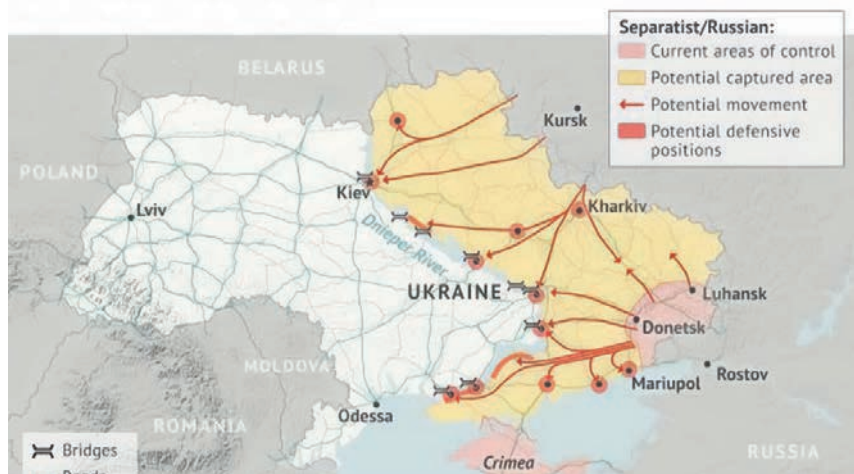 Separatist/Russian:
Current areas of control
Potential captured area
Potential movement
Potential defensive
positions
BELARUS
Kursk
POLAND
Kiev
Lviv
Kharkiv
Dnieper River
UKRAINE
Luhansk
Donetsk
MOLDOVA
Mariupol
Rostov
Odessa
ROMANIA
Bridges
RUSSIA
Crimea